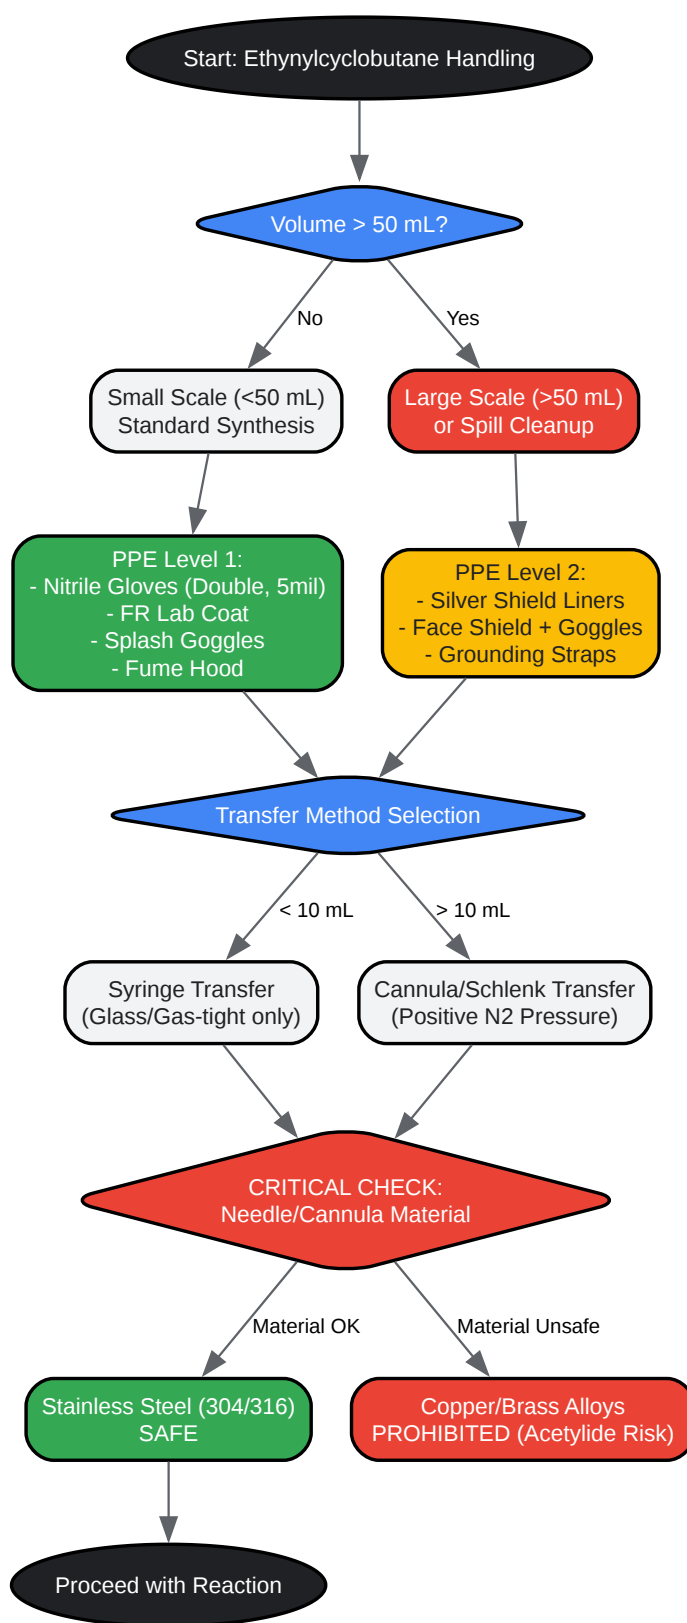 Start: Ethynylcyclobutane Handling
Volume > 50 mL?
No
Yes
Small Scale (<50 mL)
Standard Synthesis
Large Scale (>50 mL)
or Spill Cleanup
PPE Level 1:
- Nitrile Gloves (Double, 5mil)
- FR Lab Coat
- Splash Goggles
- Fume Hood
PPE Level 2:
- Silver Shield Liners
- Face Shield + Goggles
- Grounding Straps
Transfer Method Selection
< 10 mL
> 10 mL
Syringe Transfer
(Glass/Gas-tight only)
Cannula/Schlenk Transfer
(Positive N2 Pressure)
CRITICAL CHECK:
Needle/Cannula Material
Material OK
Material Unsafe
Stainless Steel (304/316)
SAFE
Copper/Brass Alloys
PROHIBITED (Acetylide Risk)
Proceed with Reaction